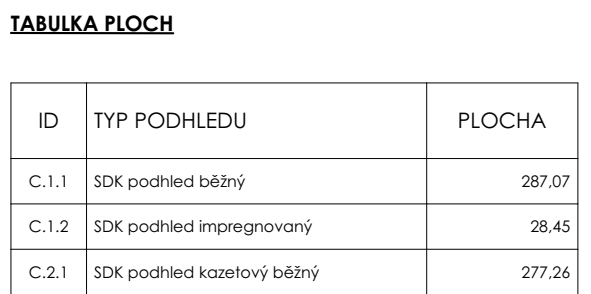 TABULKA PLOCH
ID TYP PODHLEDU PLOCHA
C.1.1 SDK podhled běžný 287,07
C.1.2 SDK podhled impregnovaný 28,45
C.2.1 SDK podhled kazetový běžný 277,26